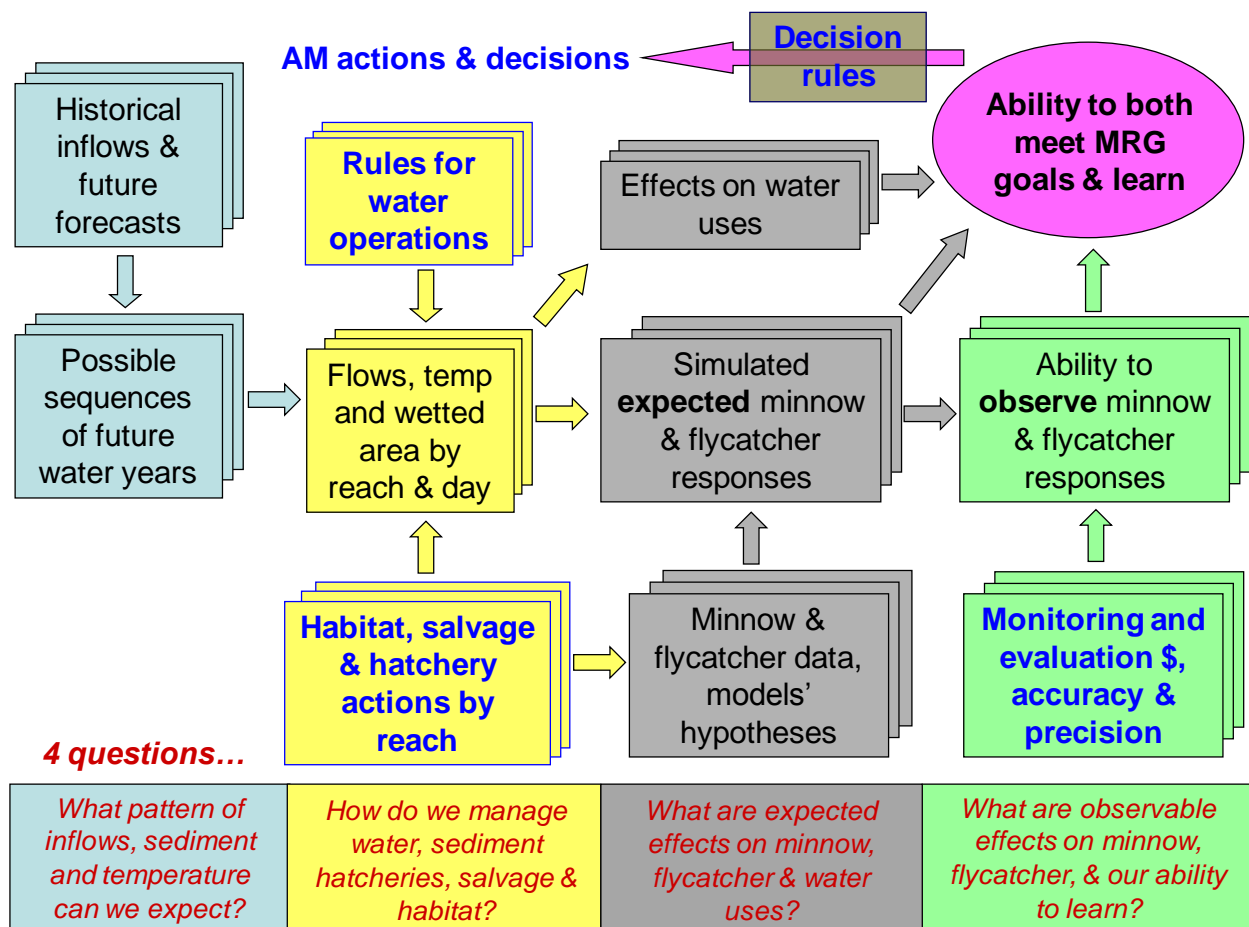 AM actions & decisions
Decision
rules
Ability to both
meet MRG
goals & learn
Historical
inflows &
future
forecasts
Rules for
water
operations
Effects on water
uses
Possible
sequences
of future
water years
Flows, temp
and wetted
area by
reach & day
Simulated
expected minnow
& flycatcher
responses
Ability to
observe minnow
& flycatcher
responses
Habitat, salvage
& hatchery
actions by
reach
Minnow &
flycatcher data,
models'
hypotheses
Monitoring and
evaluation $,
accuracy &
precision
4 questions…
What pattern of
inflows, sediment
and temperature
can we expect?
How do we manage
water, sediment
hatcheries, salvage &
habitat?
What are expected
effects on minnow,
flycatcher & water
uses?
What are observable
effects on minnow,
flycatcher, & our ability
to learn?